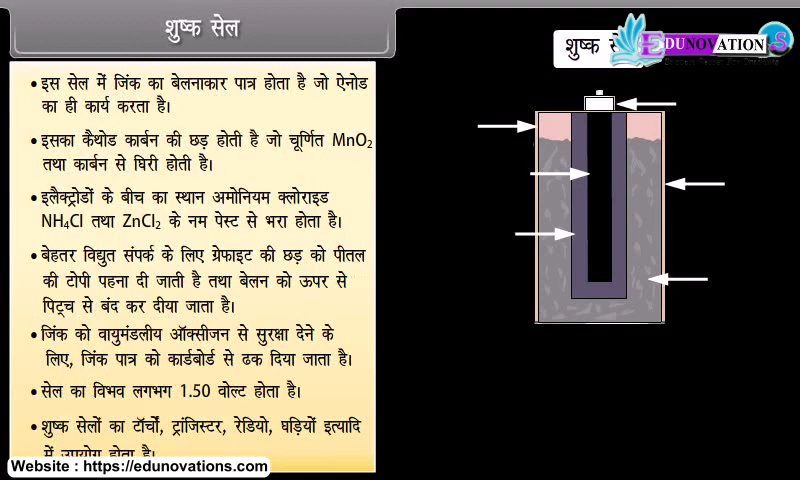 शुष्क सेल
शुष्क से
EDUNOVATION S
• इस सेल में जिंक का बेलनाकार पात्र होता है जो ऐनोड
का ही कार्य करता है।
• इसका कैथोड कार्बन की छड़ होती है जो चूर्णित MnO₂
तथा कार्बन से घिरी होती है।
• इलैक्ट्रोडों के बीच का स्थान अमोनियम क्लोराइड
NH₄Cl तथा ZnCl₂ के नम पेस्ट से भरा होता है।
• बेहतर विद्युत संपर्क के लिए ग्रेफाइट की छड़ को पीतल
की टोपी पहना दी जाती है तथा बेलन को ऊपर से
पिट्च से बंद कर दीया जाता है।
• जिंक को वायुमंडलीय ऑक्सीजन से सुरक्षा देने के
लिए, जिंक पात्र को कार्डबोर्ड से ढक दिया जाता है।
• सेल का विभव लगभग 1.50 वोल्ट होता है।
• शुष्क सेलों का टॉर्चों, ट्रांजिस्टर, रेडियो, घड़ियों इत्यादि
में उपयोग होता है।
Website : https://edunovations.com